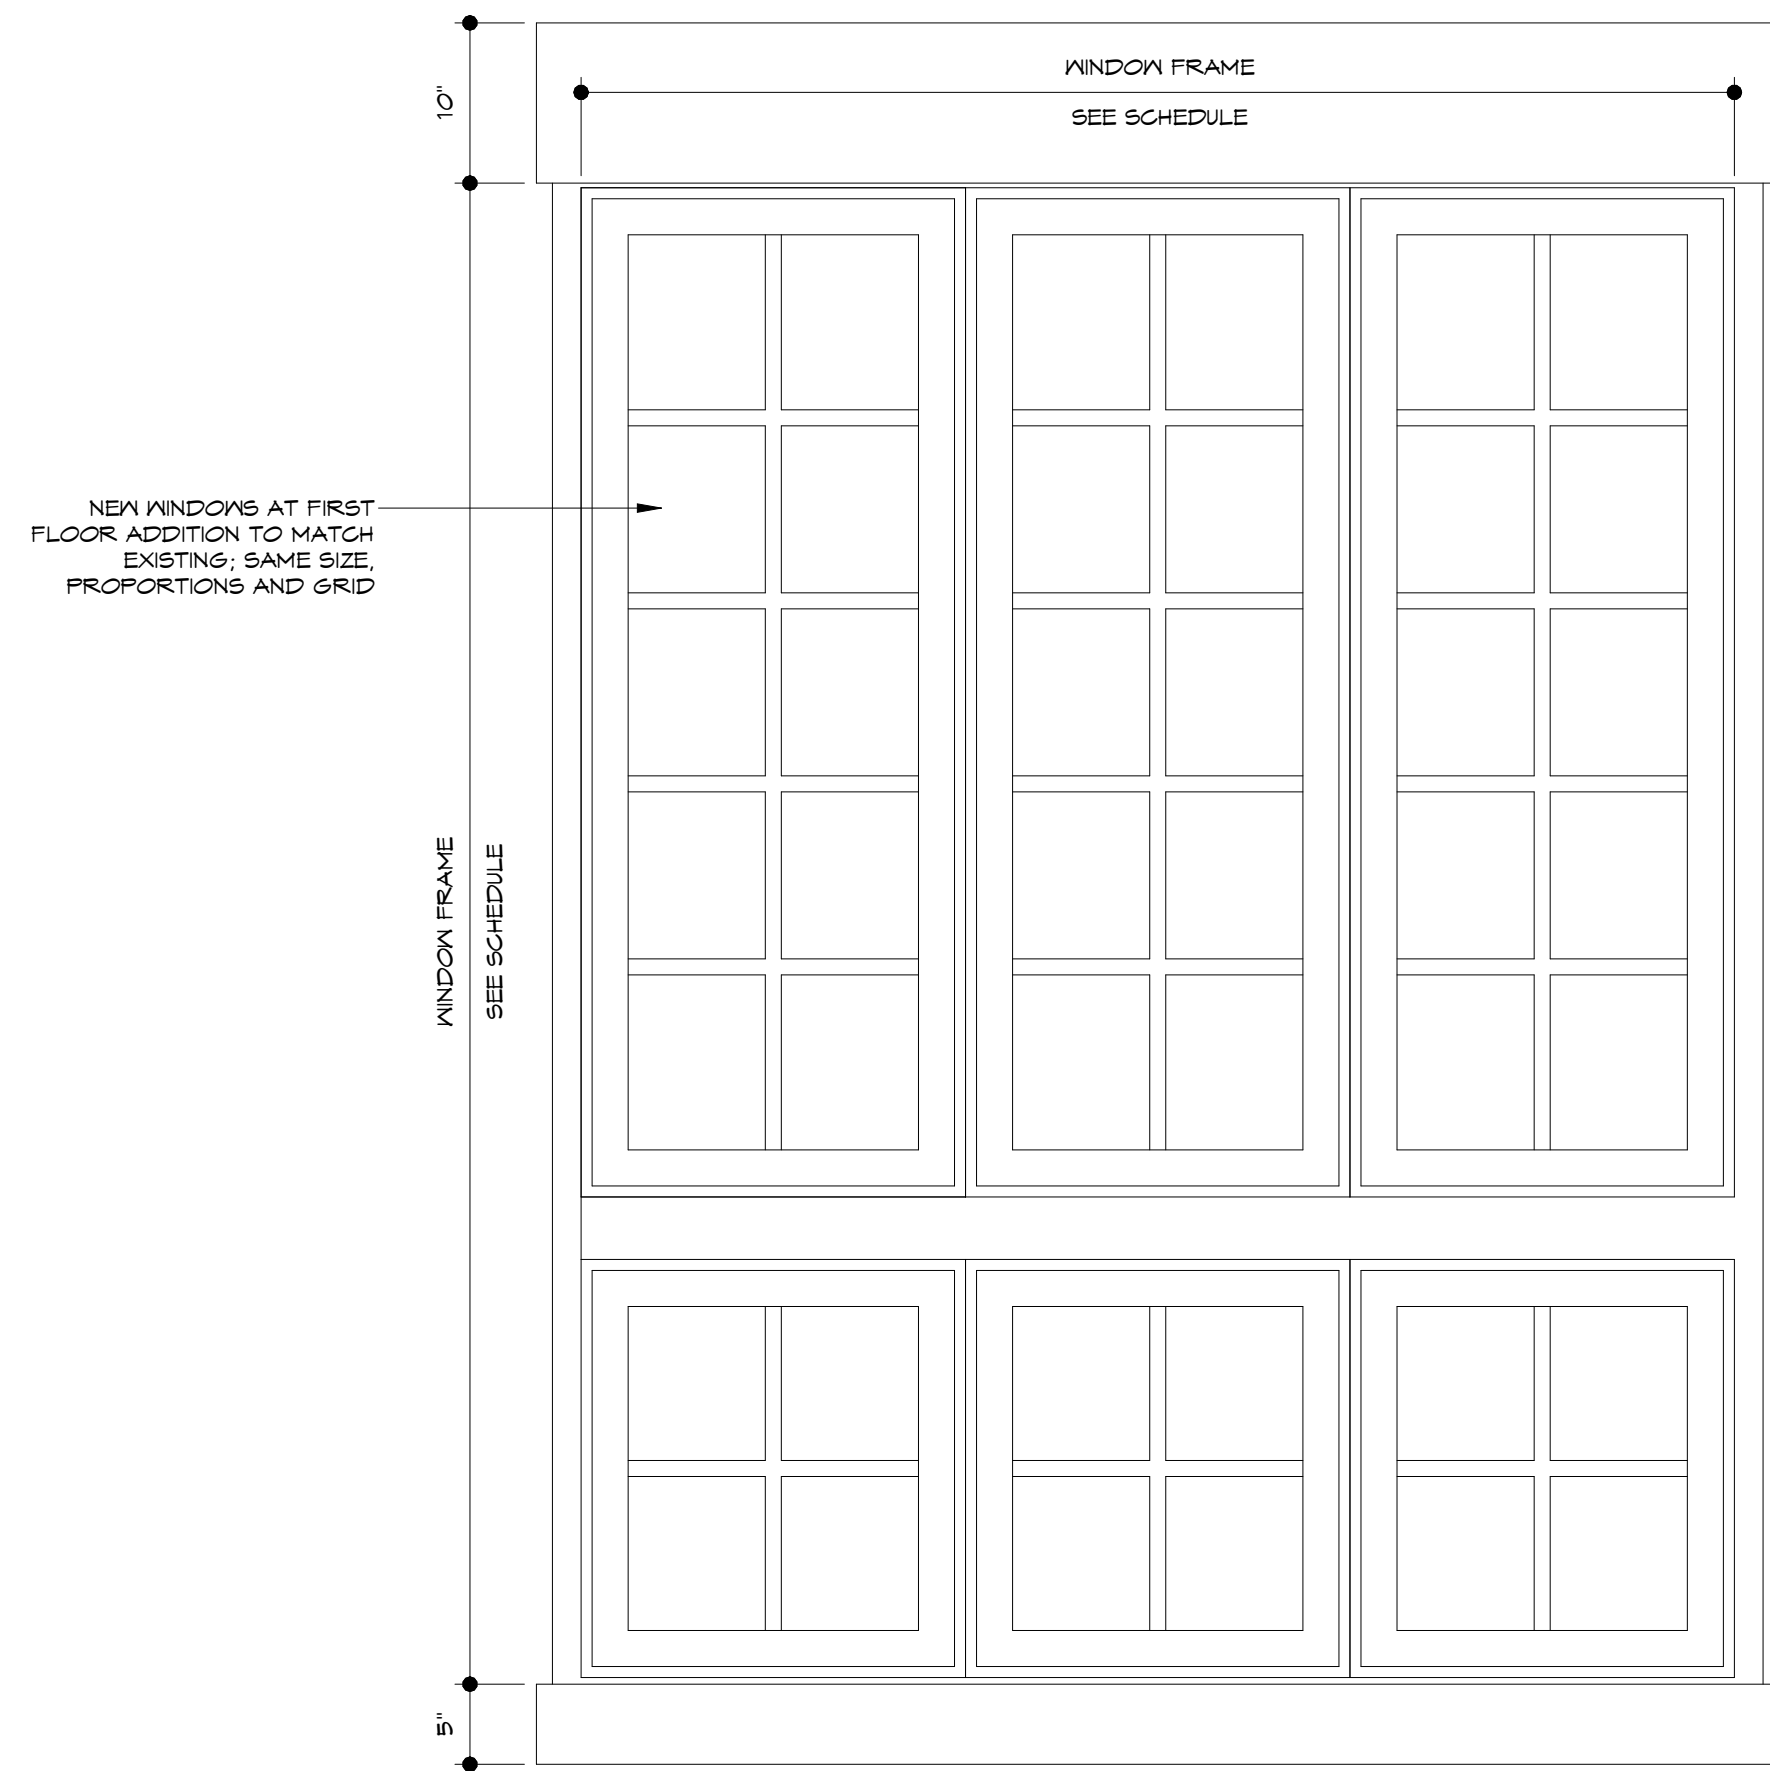 10"
WINDOW FRAME
SEE SCHEDULE
NEW WINDOWS AT FIRST
FLOOR ADDITION TO MATCH
EXISTING; SAME SIZE,
PROPORTIONS AND GRID
WINDOW FRAME
SEE SCHEDULE
5"